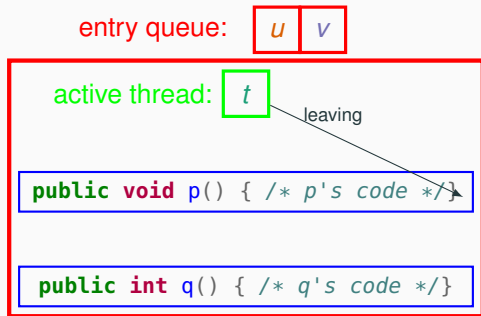 entry queue: u v
active thread: t
leaving
public void p() { /* p's code */}
public int q() { /* q's code */}